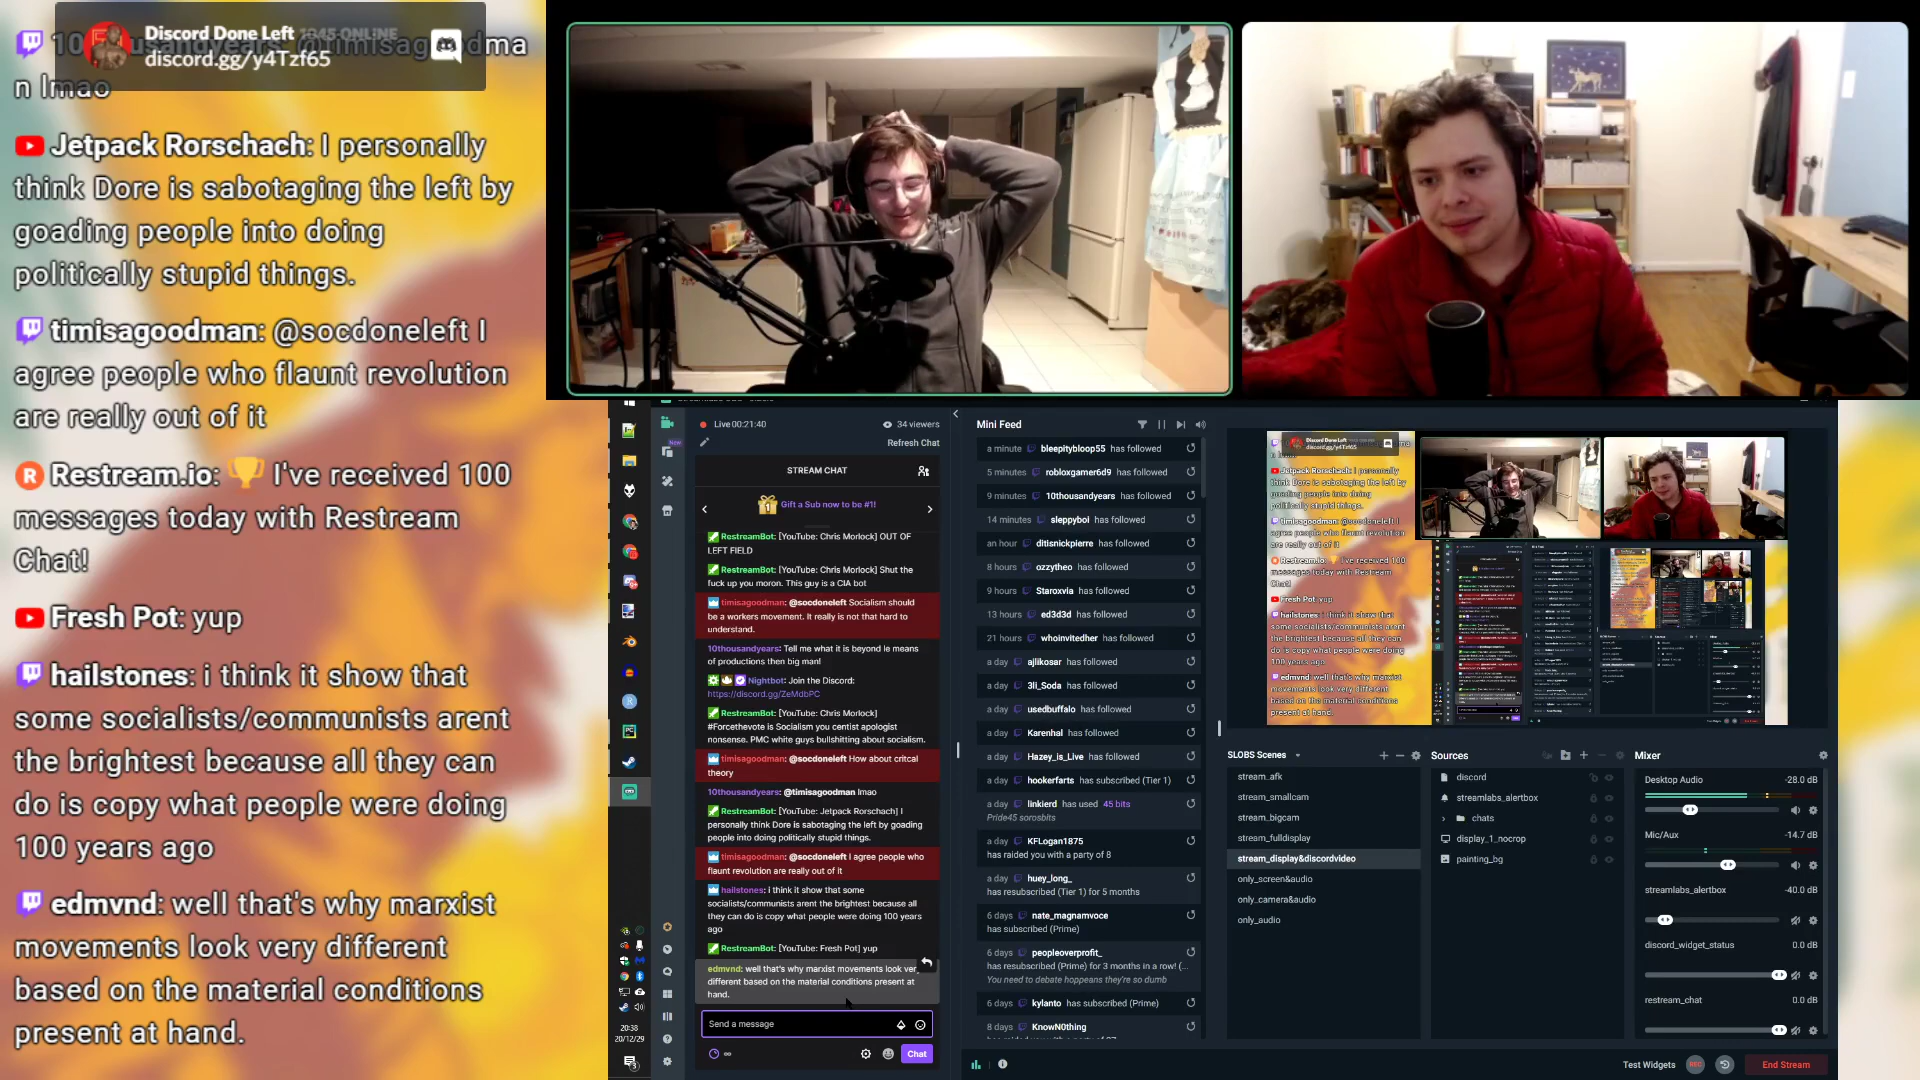 Discord Done Left 1045 ONLINE
discord.gg/y4Tzf65
n lmao
Jetpack Rorschach: I personally
think Dore is sabotaging the left by
goading people into doing
politically stupid things.
timisagoodman: @socdoneleft I
agree people who flaunt revolution
are really out of it
Restream.io: 🏆 I've received 100
messages today with Restream
Chat!
Fresh Pot: yup
hailstones: i think it show that
some socialists/communists arent
the brightest because all they can
do is copy what people were doing
100 years ago
edmvnd: well that's why marxist
movements look very different
based on the material conditions
present at hand.
20:38
20/12/29
New
Live 00:21:40
34 viewers
Refresh Chat
STREAM CHAT
Gift a Sub now to be #1!
RestreamBot: [YouTube: Chris Morlock] OUT OF
LEFT FIELD
RestreamBot: [YouTube: Chris Morlock] Shut the
fuck up you moron. This guy is a CIA bot
timisagoodman: @socdoneleft Socialism should
be a workers movement. It really is not that hard to
understand.
10thousandyears: Tell me what it is beyond le means
of productions then big man!
Nightbot: Join the Discord:
https://discord.gg/ZeMdbPC
RestreamBot: [YouTube: Chris Morlock]
#Forcethevote is Socialism you centist apologist
nonsense. PMC white guys bullshitting about socialism.
timisagoodman: @socdoneleft How about critcal
theory
10thousandyears: @timisagoodman lmao
RestreamBot: [YouTube: Jetpack Rorschach] I
personally think Dore is sabotaging the left by goading
people into doing politically stupid things.
timisagoodman: @socdoneleft I agree people who
flaunt revolution are really out of it
hailstones: i think it show that some
socialists/communists arent the brightest because all
they can do is copy what people were doing 100 years
ago
RestreamBot: [YouTube: Fresh Pot] yup
edmvnd: well that's why marxist movements look very
different based on the material conditions present at
hand.
Send a message
Chat
Mini Feed
a minute bleepitybloop55 has followed
5 minutes robloxgamer6d9 has followed
9 minutes 10thousandyears has followed
14 minutes sleppybol has followed
an hour ditisnickpierre has followed
8 hours ozzytheo has followed
9 hours Staroxvia has followed
13 hours ed3d3d has followed
21 hours whoinvitedher has followed
a day ajlikosar has followed
a day 3li_Soda has followed
a day usedbuffalo has followed
a day Karenhal has followed
a day Hazey_is_Live has followed
a day hookerfarts has subscribed (Tier 1)
a day linkierd has used 45 bits
Pride45 sorosbits
a day KFLogan1875
has raided you with a party of 8
a day huey_long_
has resubscribed (Tier 1) for 5 months
6 days nate_magnamvoce
has subscribed (Prime)
6 days peopleoverprofit_
has resubscribed (Prime) for 3 months in a row! (...
You need to debate hoppeans they're so dumb
6 days kylanto has subscribed (Prime)
8 days KnowN0thing
SLOBS Scenes
stream_afk
stream_smallcam
stream_bigcam
stream_fulldisplay
stream_display&discordvideo
only_screen&audio
only_camera&audio
only_audio
Sources
discord
streamlabs_alertbox
chats
display_1_nocrop
painting_bg
Mixer
Desktop Audio -28.0 dB
Mic/Aux -14.7 dB
streamlabs_alertbox -40.0 dB
discord_widget_status 0.0 dB
restream_chat 0.0 dB
Test Widgets
REC
End Stream